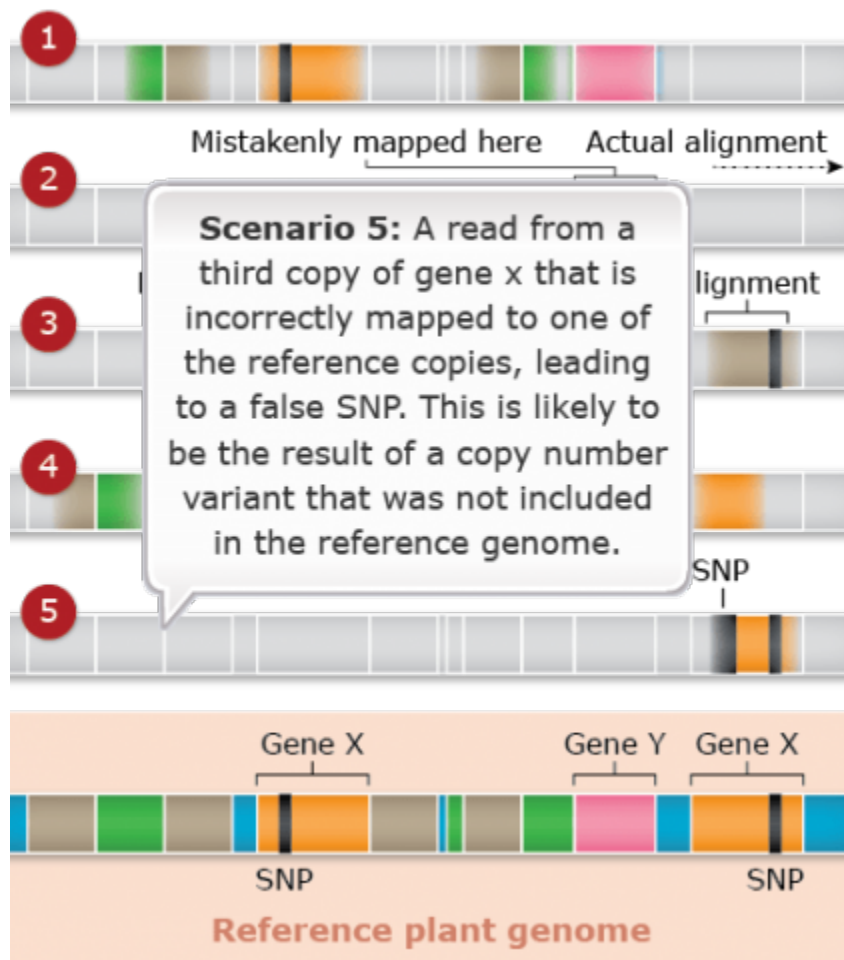 1
Mistakenly mapped here Actual alignment
2
Scenario 5: A read from a
third copy of gene x that is
incorrectly mapped to one of
the reference copies, leading
to a false SNP. This is likely to
be the result of a copy number
variant that was not included
in the reference genome.
lignment
3
4
SNP
5
Gene X Gene Y Gene X
SNP SNP
Reference plant genome